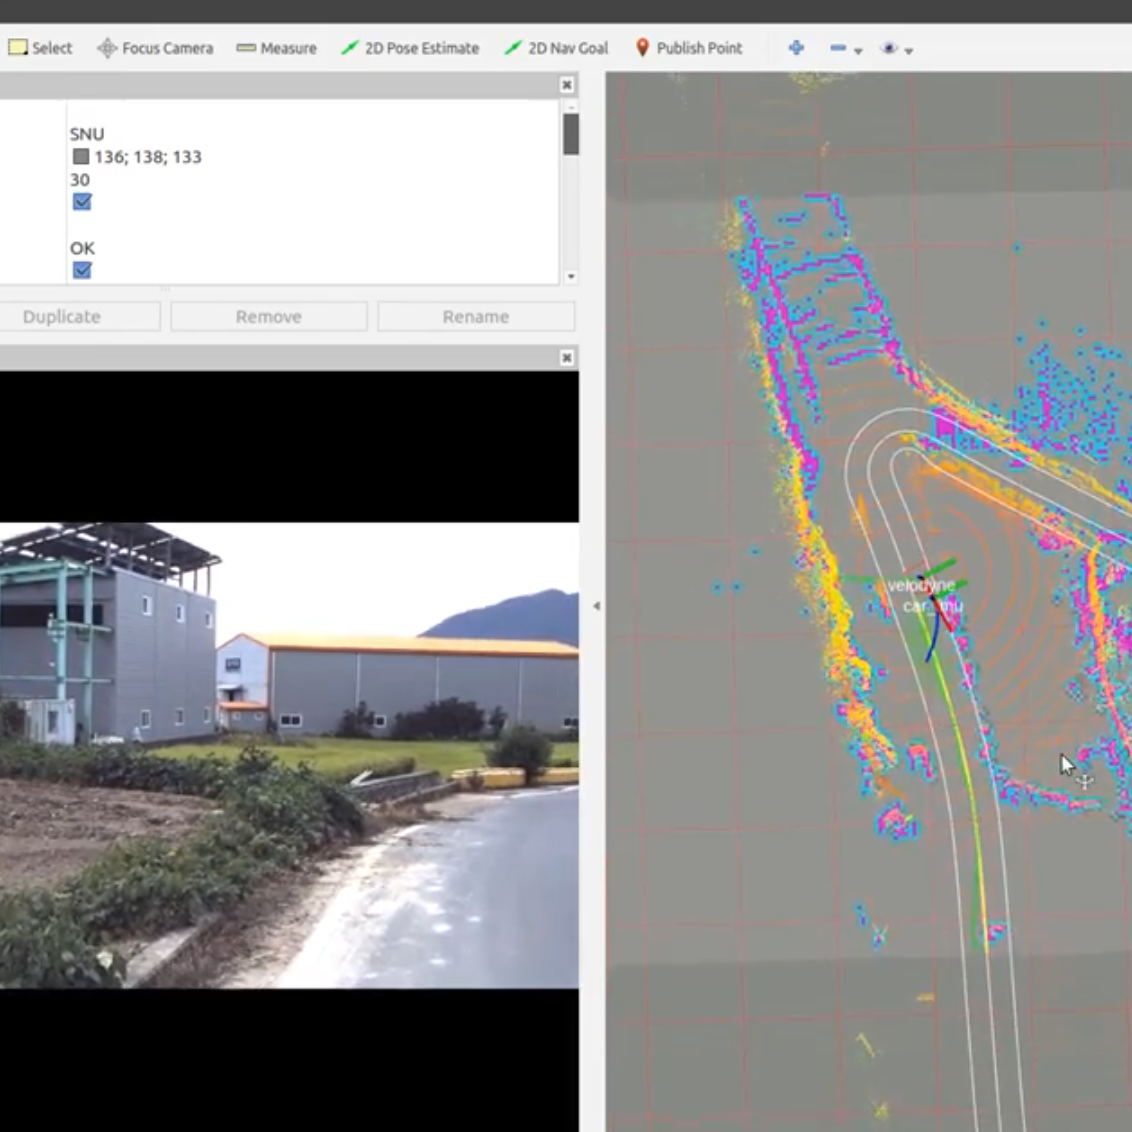 Select Focus Camera Measure 2D Pose Estimate 2D Nav Goal Publish Point
SNU
136; 138; 133
30
OK
Duplicate Remove Rename
velodyne